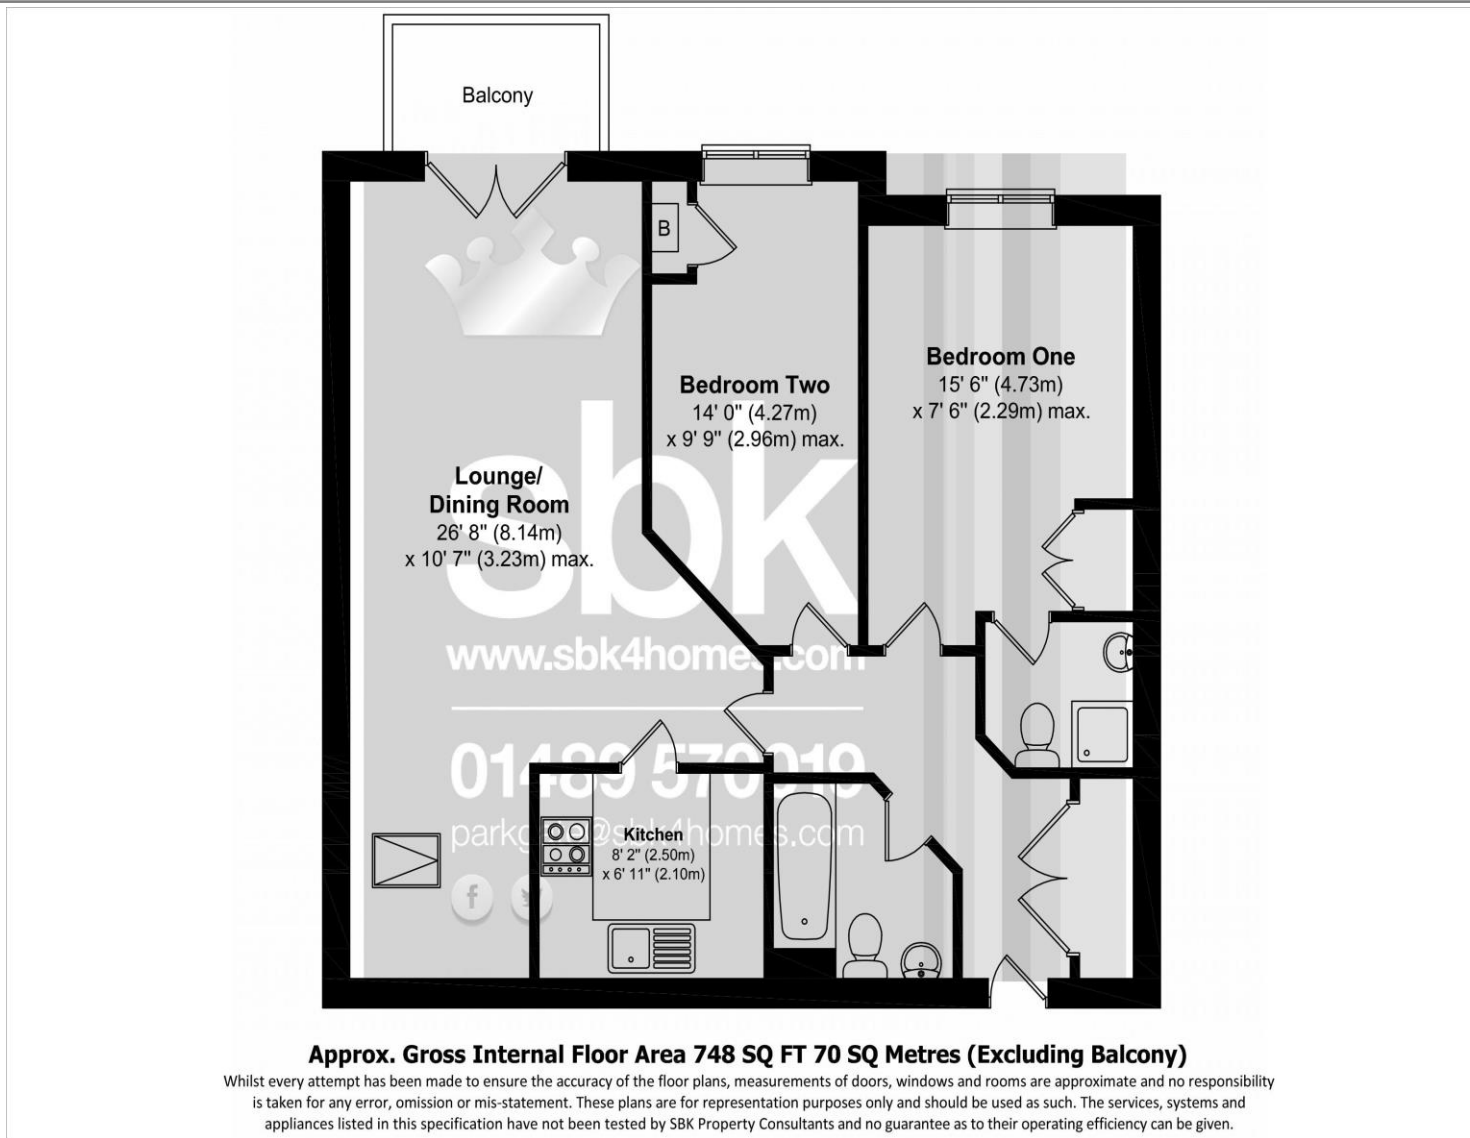 Balcony
B
Bedroom One
15' 6" (4.73m)
x 7' 6" (2.29m) max.
Bedroom Two
14' 0" (4.27m)
x 9' 9" (2.96m) max.
Lounge/
Dining Room
26' 8" (8.14m)
x 10' 7" (3.23m) max.
sbk
www.sbk4homes.com
01489 570019
parkgate@sbk4homes.com
Kitchen
8' 2" (2.50m)
x 6' 11" (2.10m)
f
Approx. Gross Internal Floor Area 748 SQ FT 70 SQ Metres (Excluding Balcony)
Whilst every attempt has been made to ensure the accuracy of the floor plans, measurements of doors, windows and rooms are approximate and no responsibility
is taken for any error, omission or mis-statement. These plans are for representation purposes only and should be used as such. The services, systems and
appliances listed in this specification have not been tested by SBK Property Consultants and no guarantee as to their operating efficiency can be given.